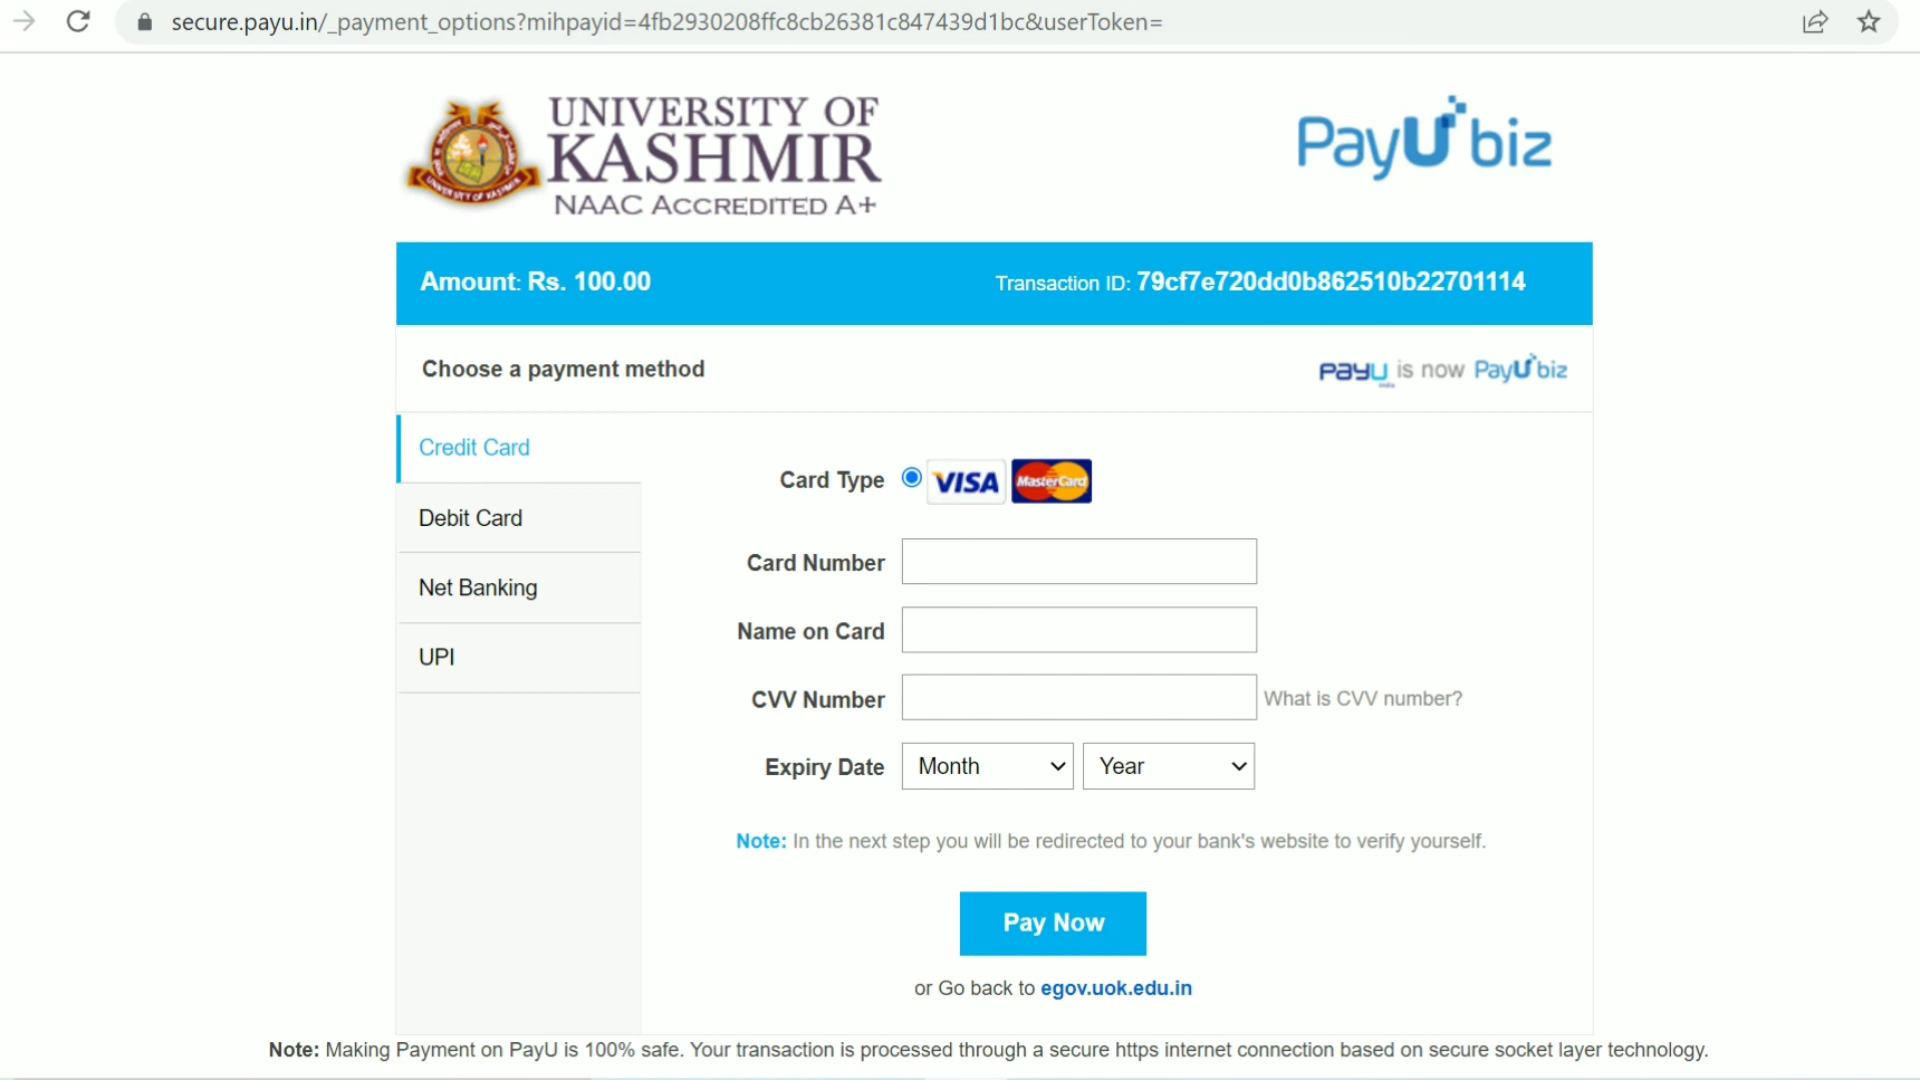 secure.payu.in/_payment_options?mihpayid=4fb2930208ffc8cb26381c847439d1bc&userToken=
UNIVERSITY OF
KASHMIR
NAAC ACCREDITED A+
UNIVERSITY OF KASHMIR
PayU biz
Amount: Rs. 100.00
Transaction ID: 79cf7e720dd0b862510b22701114
Choose a payment method
PayU India is now PayU biz
Credit Card
Debit Card
Net Banking
UPI
Card Type VISA MasterCard
Card Number
Name on Card
CVV Number What is CVV number?
Expiry Date Month Year
Note: In the next step you will be redirected to your bank's website to verify yourself.
Pay Now
or Go back to egov.uok.edu.in
Note: Making Payment on PayU is 100% safe. Your transaction is processed through a secure https internet connection based on secure socket layer technology.